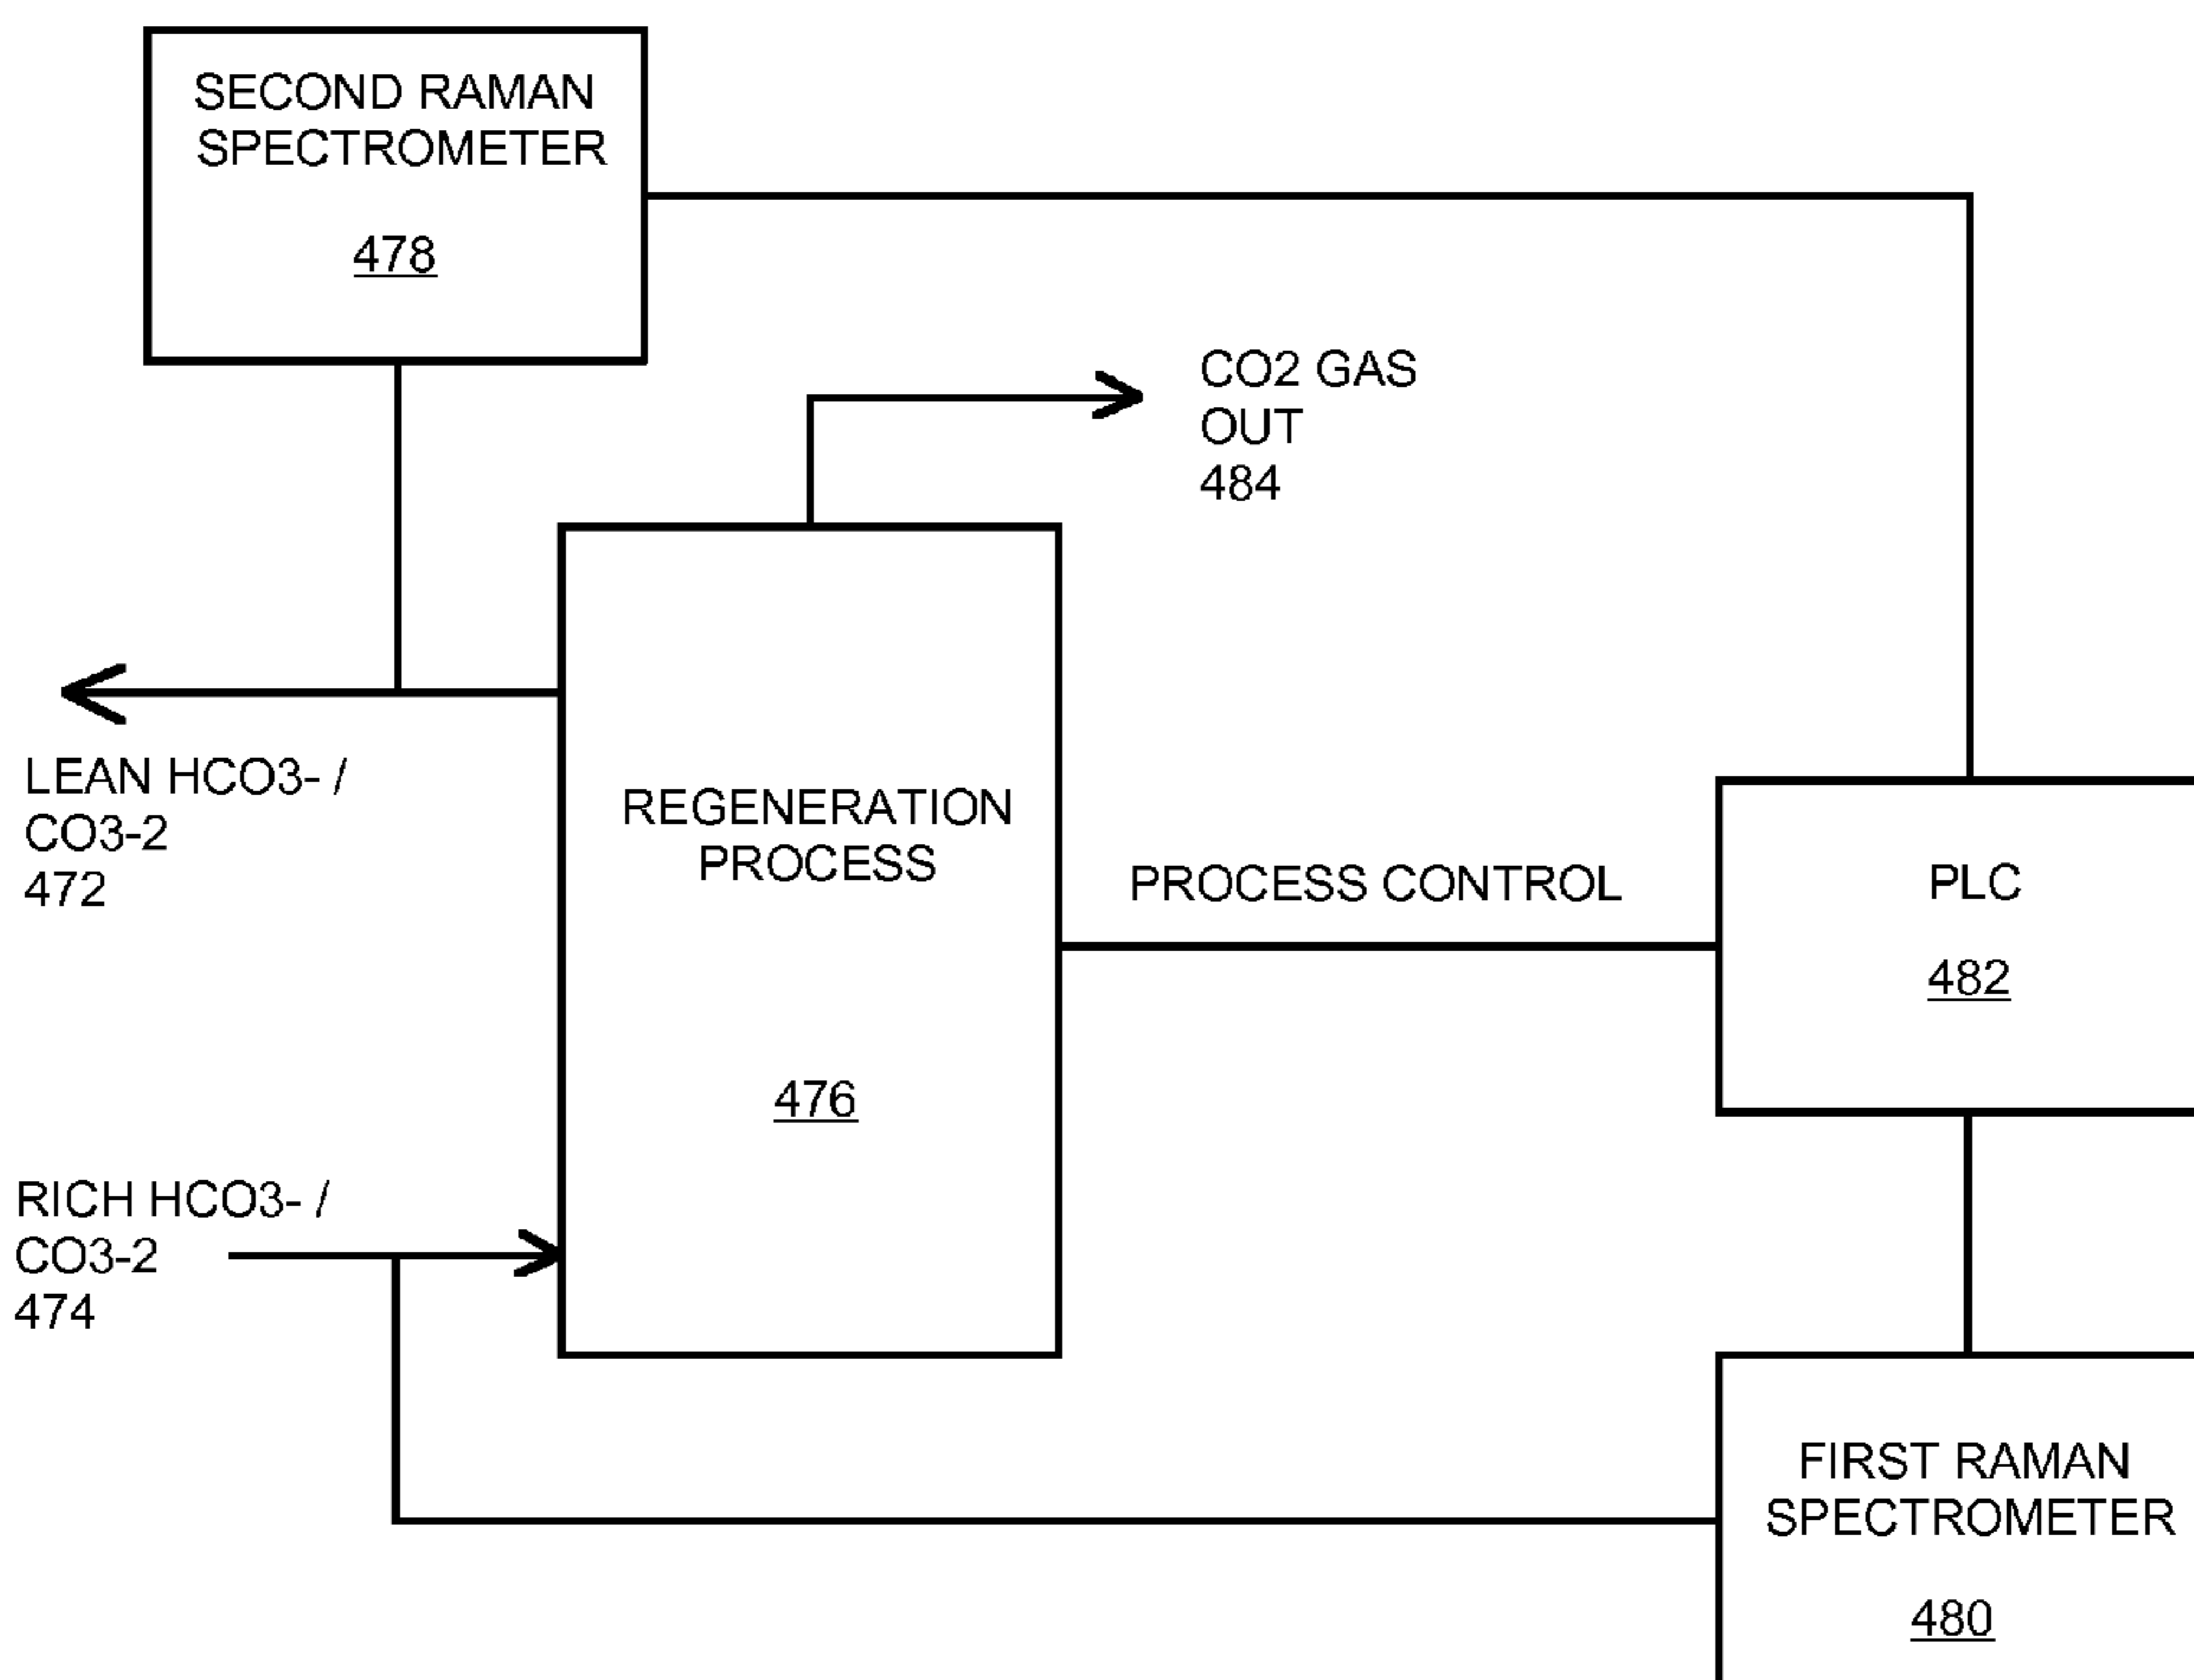 SECOND RAMAN
SPECTROMETER
478
CO2 GAS
OUT
484
LEAN HCO3- /
CO3-2
472
REGENERATION
PROCESS
476
PROCESS CONTROL
PLC
482
RICH HCO3- /
CO3-2
474
FIRST RAMAN
SPECTROMETER
480